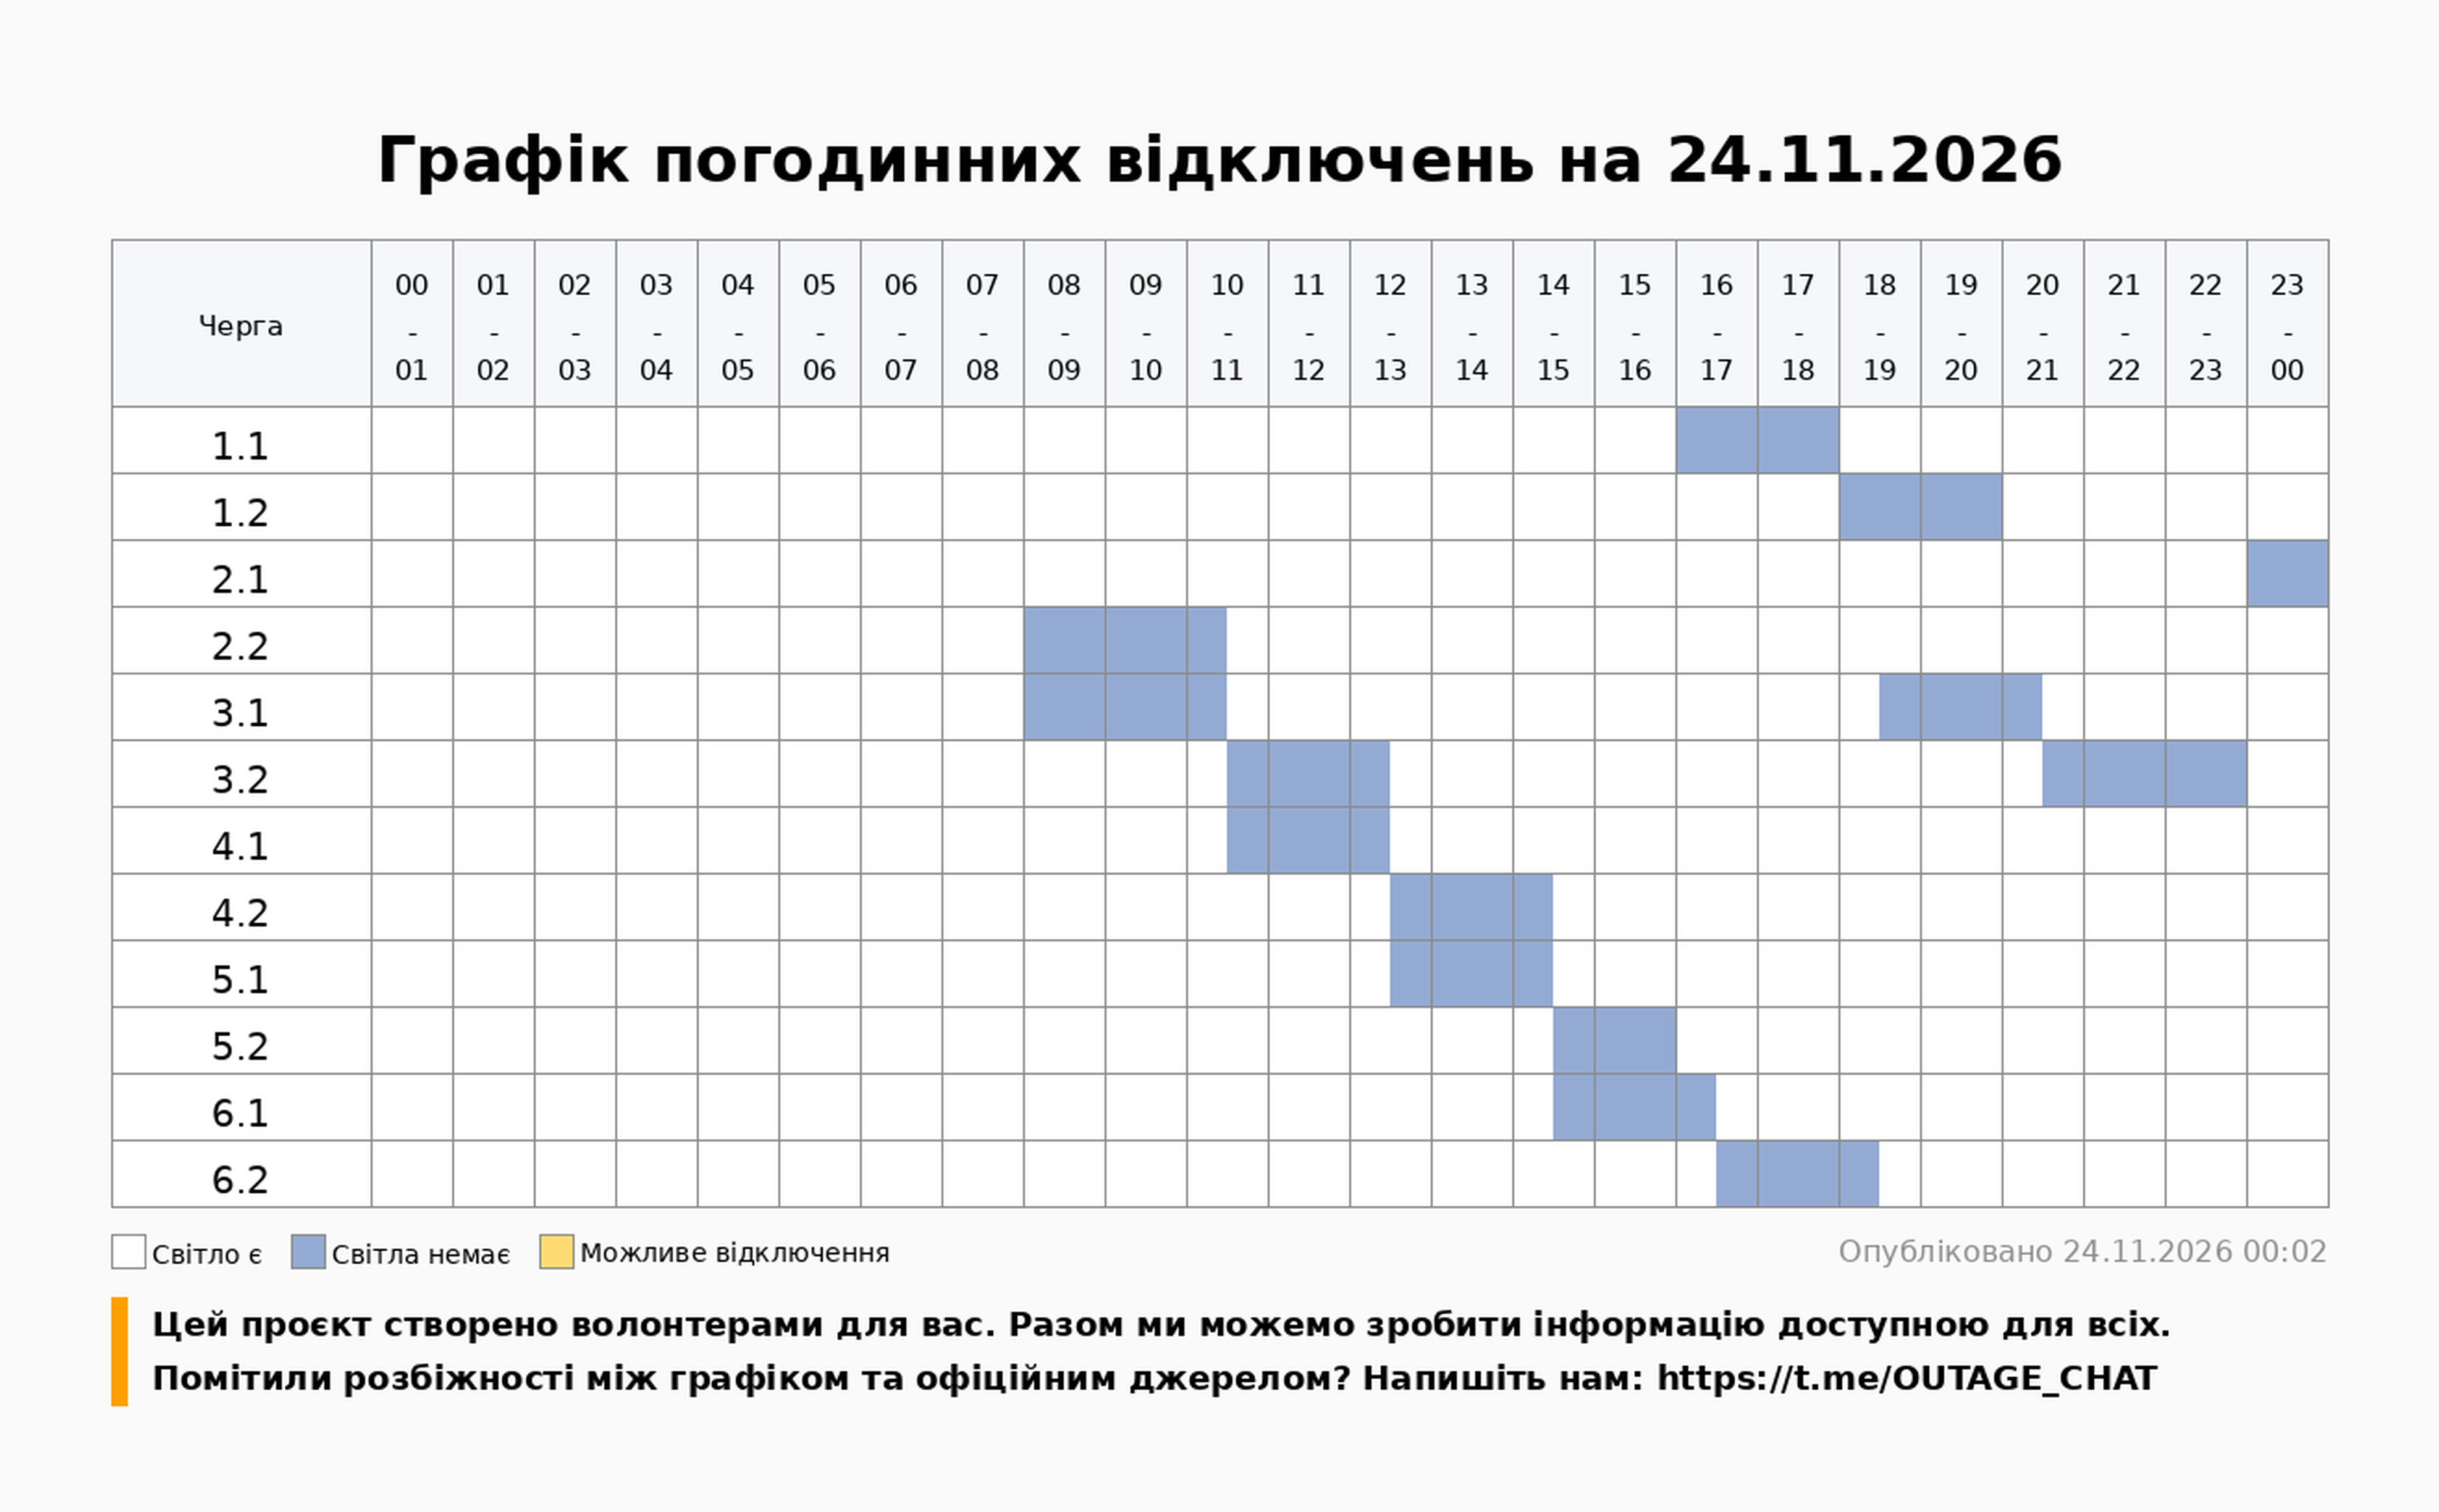 Графік погодинних відключень на 24.11.2026
Черга 00 - 01 01 - 02 02 - 03 03 - 04 04 - 05 05 - 06 06 - 07 07 - 08 08 - 09 09 - 10 10 - 11 11 - 12 12 - 13 13 - 14 14 - 15 15 - 16 16 - 17 17 - 18 18 - 19 19 - 20 20 - 21 21 - 22 22 - 23 23 - 00
1.1
1.2
2.1
2.2
3.1
3.2
4.1
4.2
5.1
5.2
6.1
6.2
Світло є Світла немає Можливе відключення Опубліковано 24.11.2026 00:02
Цей проєкт створено волонтерами для вас. Разом ми можемо зробити інформацію доступною для всіх.
Помітили розбіжності між графіком та офіційним джерелом? Напишіть нам: https://t.me/OUTAGE_CHAT